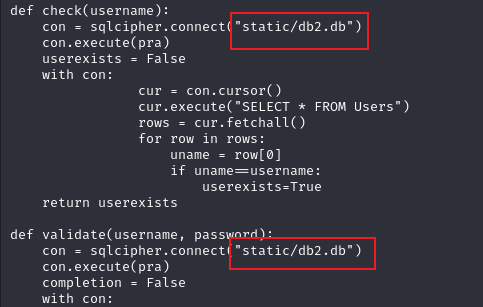 def check(username):
    con = sqlcipher.connect("static/db2.db")
    con.execute(pra)
    userexists = False
    with con:
                cur = con.cursor()
                cur.execute("SELECT * FROM Users")
                rows = cur.fetchall()
                for row in rows:
                    uname = row[0]
                    if uname==username:
                        userexists=True
    return userexists

def validate(username, password):
    con = sqlcipher.connect("static/db2.db")
    con.execute(pra)
    completion = False
    with con: